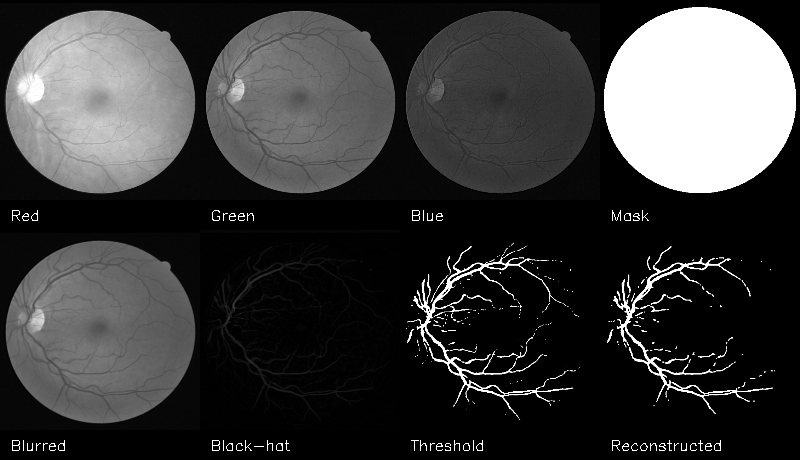 Red
Green
Blue
Mask
Blurred
Black-hat
Threshold
Reconstructed